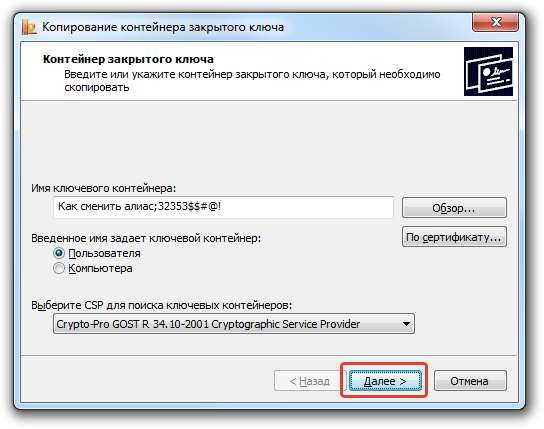 Копирование контейнера закрытого ключа
Контейнер закрытого ключа
Введите или укажите контейнер закрытого ключа, который необходимо
скопировать
Имя ключевого контейнера:
Как сменить алиас;32353$$#@!
Обзор...
Введенное имя задает ключевой контейнер:
По сертификату...
Пользователя
Компьютера
Выберите CSP для поиска ключевых контейнеров:
Crypto-Pro GOST R 34.10-2001 Cryptographic Service Provider
< Назад
Далее >
Отмена